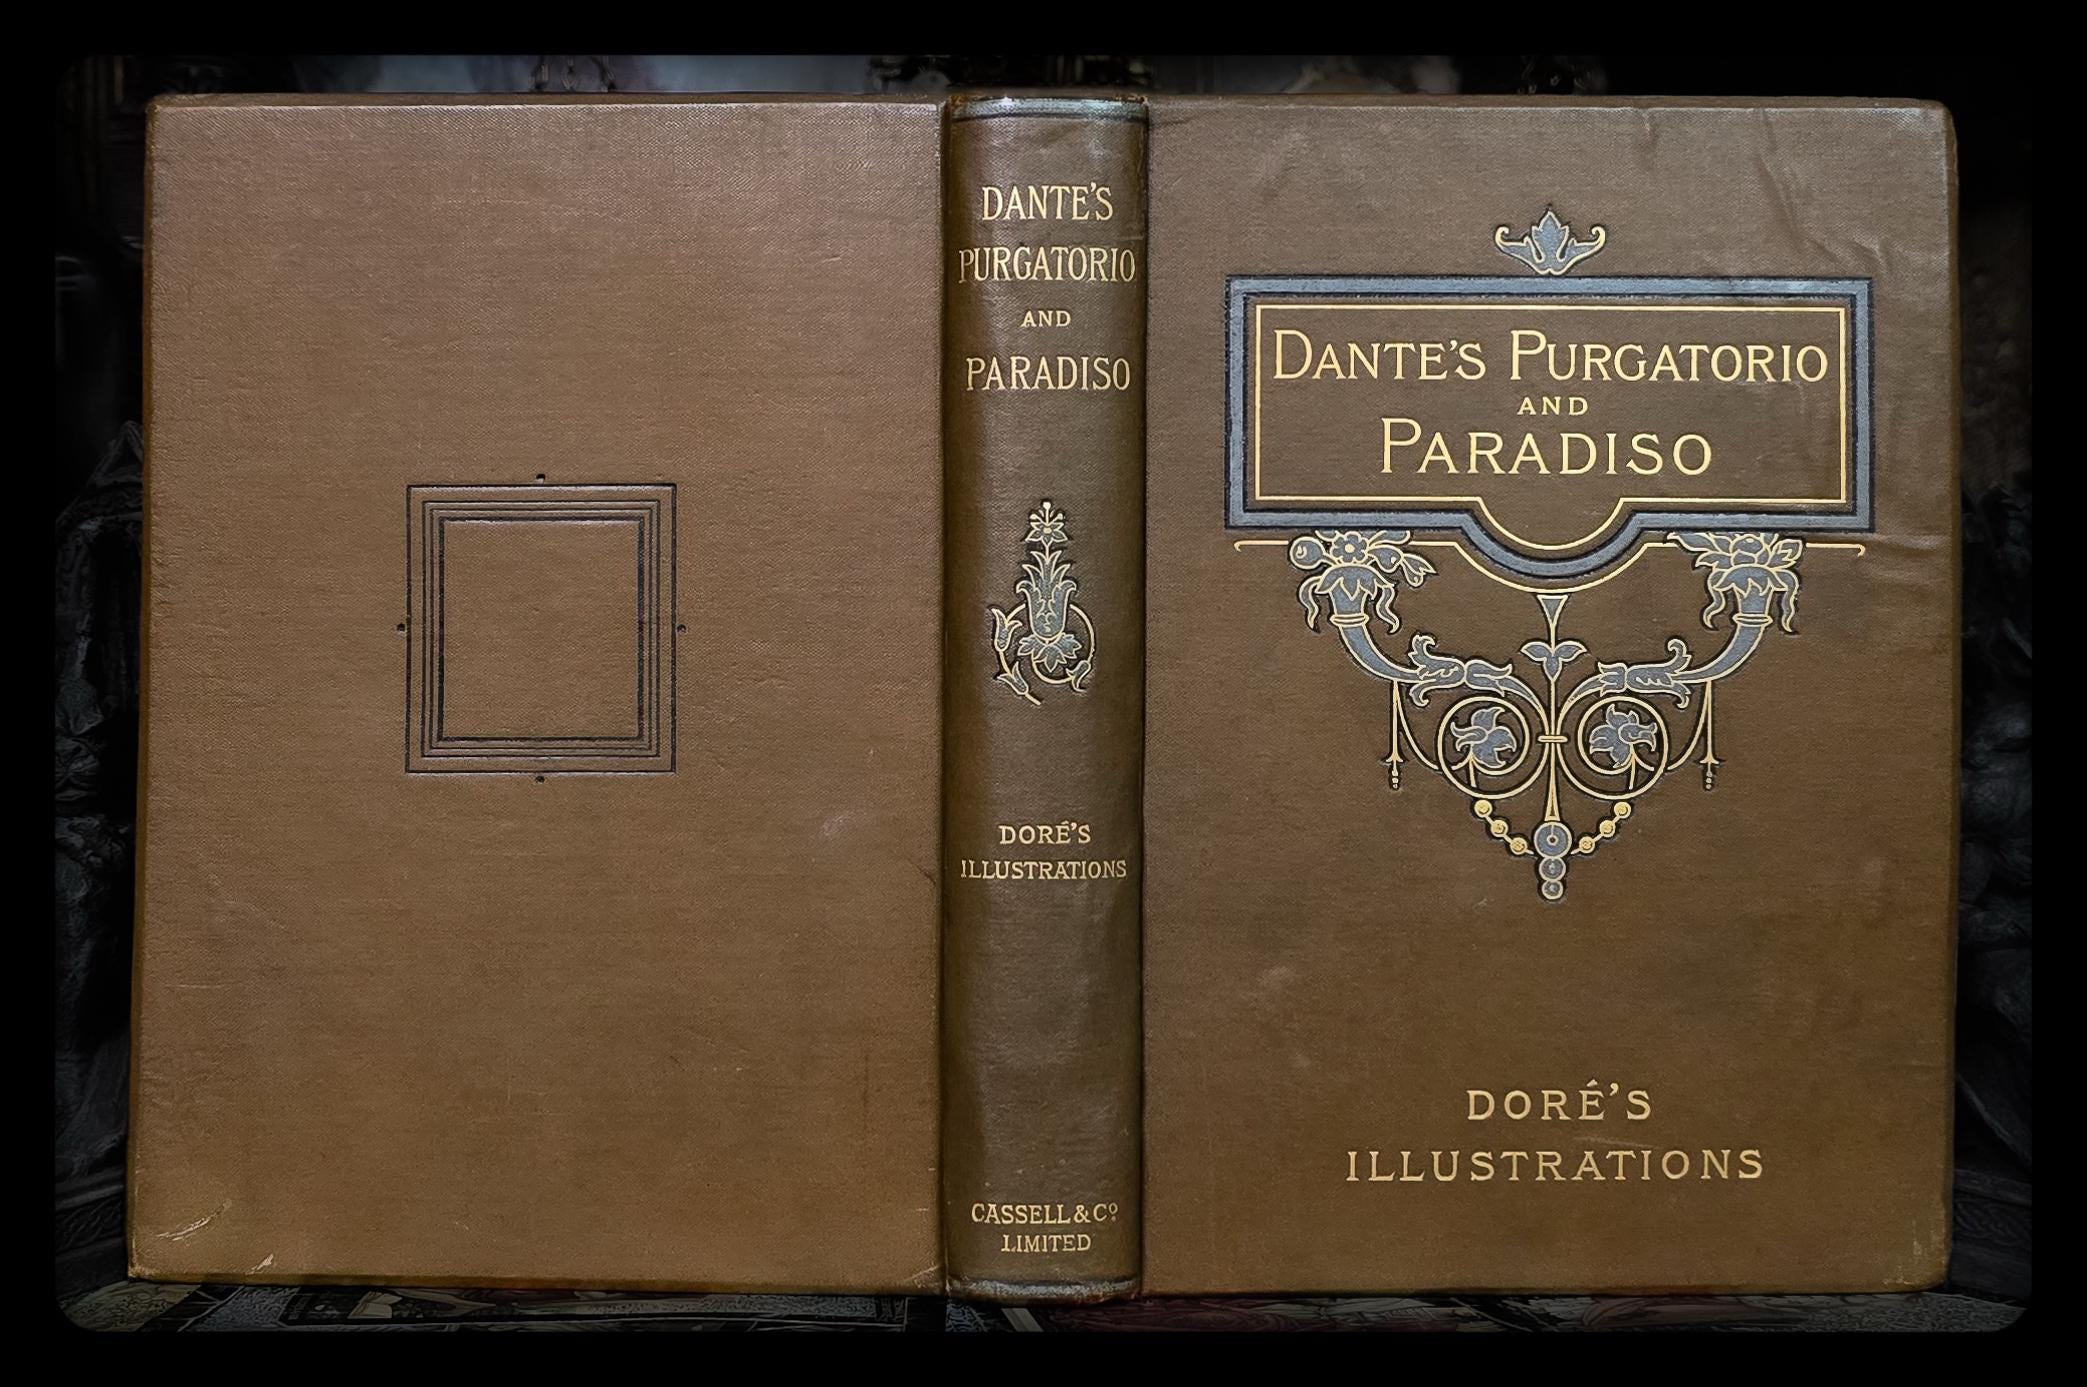 DANTE'S
PURGATORIO
AND
PARADISO
DORÉ'S
ILLUSTRATIONS
CASSELL & Cº
LIMITED
DANTE'S PURGATORIO
AND
PARADISO
DORÉ'S
ILLUSTRATIONS